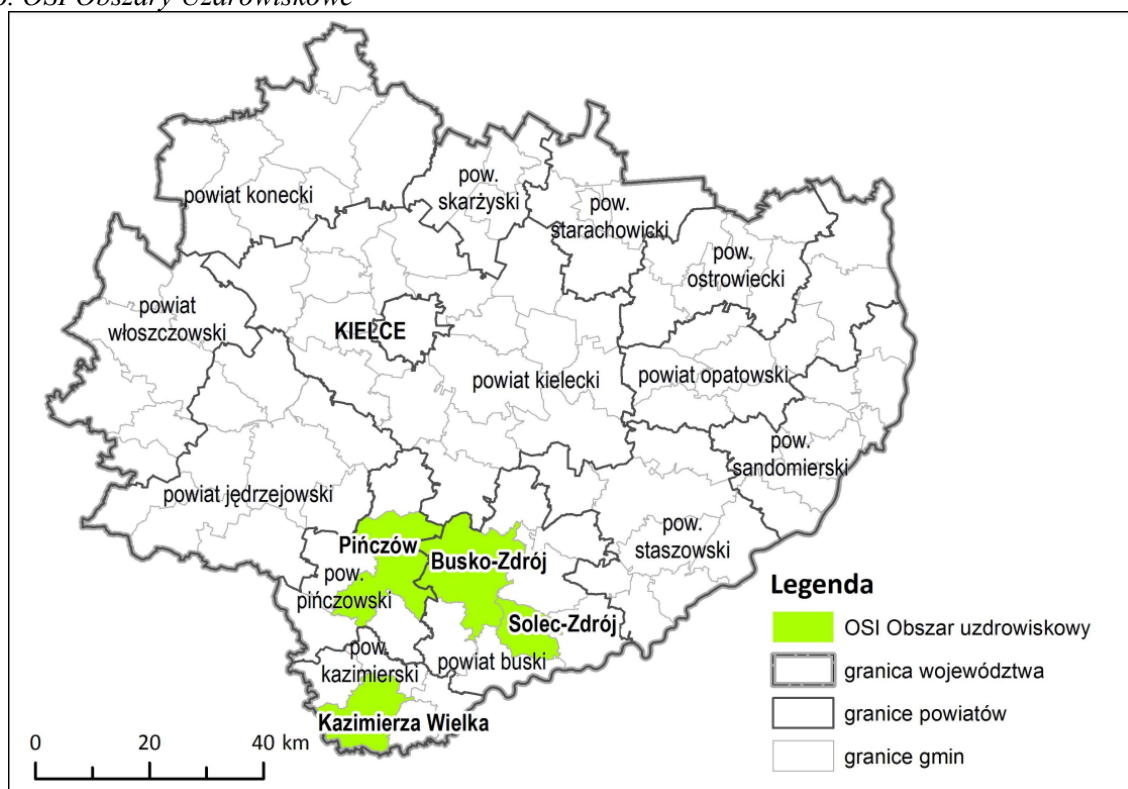 OSI Obszary Uzdrowiskowe
powiat konecki
pow.
skarżyski
pow.
starachowicki
pow.
ostrowiecki
powiat
włoszczowski
KIELCE
powiat kielecki
powiat opatowski
pow.
sandomierski
powiat jędrzejowski
pow.
staszowski
Pińczów
Busko-Zdrój
pow.
pińczowski
Solec-Zdrój
powiat buski
pow.
kazimierski
Kazimierza Wielka
Legenda
OSI Obszar uzdrowiskowy
granica województwa
granice powiatów
granice gmin
0 20 40 km